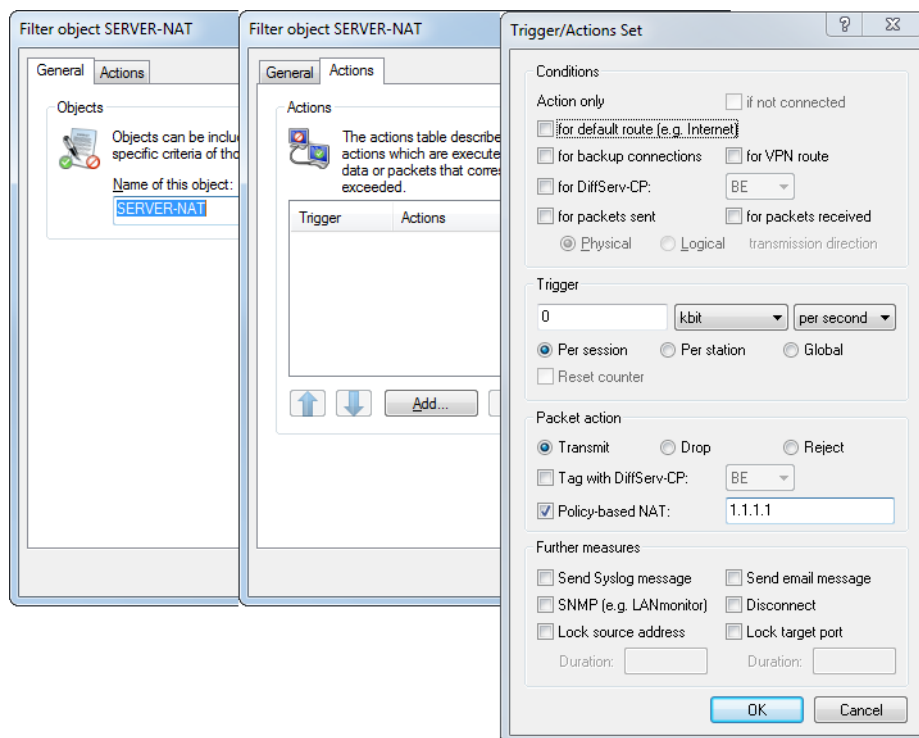 Filter object SERVER-NAT
General Actions
Objects
Objects can be inclu
specific criteria of tho
Name of this object:
SERVER-NAT
Filter object SERVER-NAT
General Actions
Actions
The actions table describe
actions which are execute
data or packets that corres
exceeded.
Trigger Actions
Add...
Trigger/Actions Set
Conditions
Action only if not connected
for default route (e.g. Internet)
for backup connections for VPN route
for DiffServ-CP: BE
for packets sent for packets received
Physical Logical transmission direction
Trigger
0 kbit per second
Per session Per station Global
Reset counter
Packet action
Transmit Drop Reject
Tag with DiffServ-CP: BE
Policy-based NAT: 1.1.1.1
Further measures
Send Syslog message Send email message
SNMP (e.g. LANmonitor) Disconnect
Lock source address Lock target port
Duration: Duration:
OK Cancel